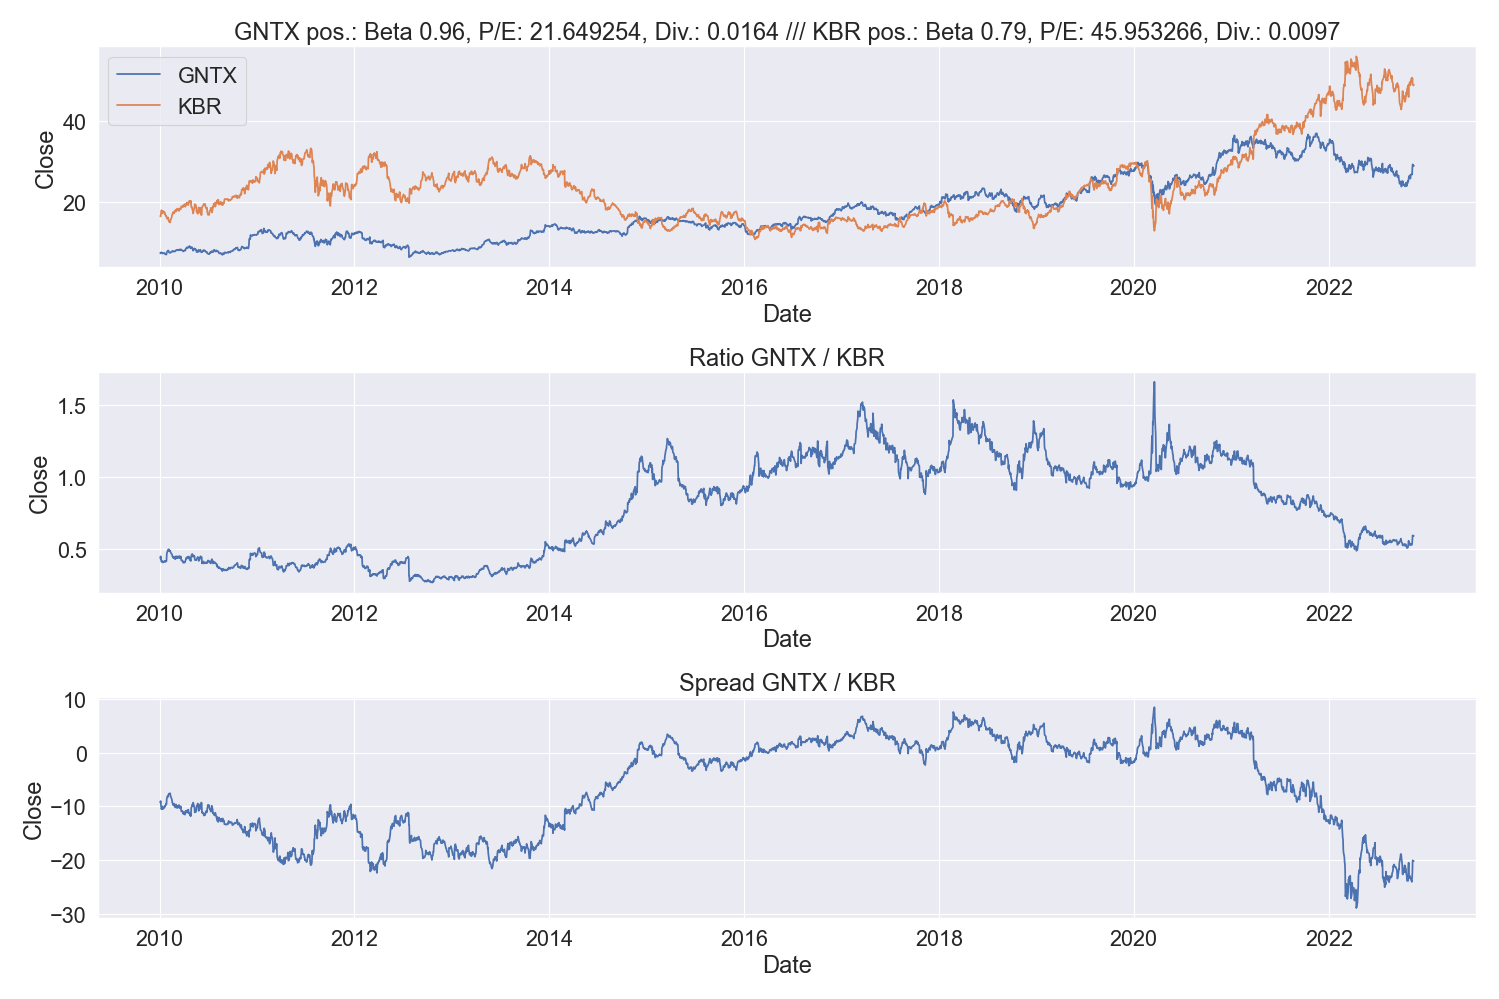 GNTX pos.: Beta 0.96, P/E: 21.649254, Div.: 0.0164 /// KBR pos.: Beta 0.79, P/E: 45.953266, Div.: 0.0097
GNTX
KBR
Close
40
20
2010 2012 2014 2016 2018 2020 2022
Date
Ratio GNTX / KBR
Close
1.5
1.0
0.5
2010 2012 2014 2016 2018 2020 2022
Date
Spread GNTX / KBR
Close
10
0
−10
−20
−30
2010 2012 2014 2016 2018 2020 2022
Date